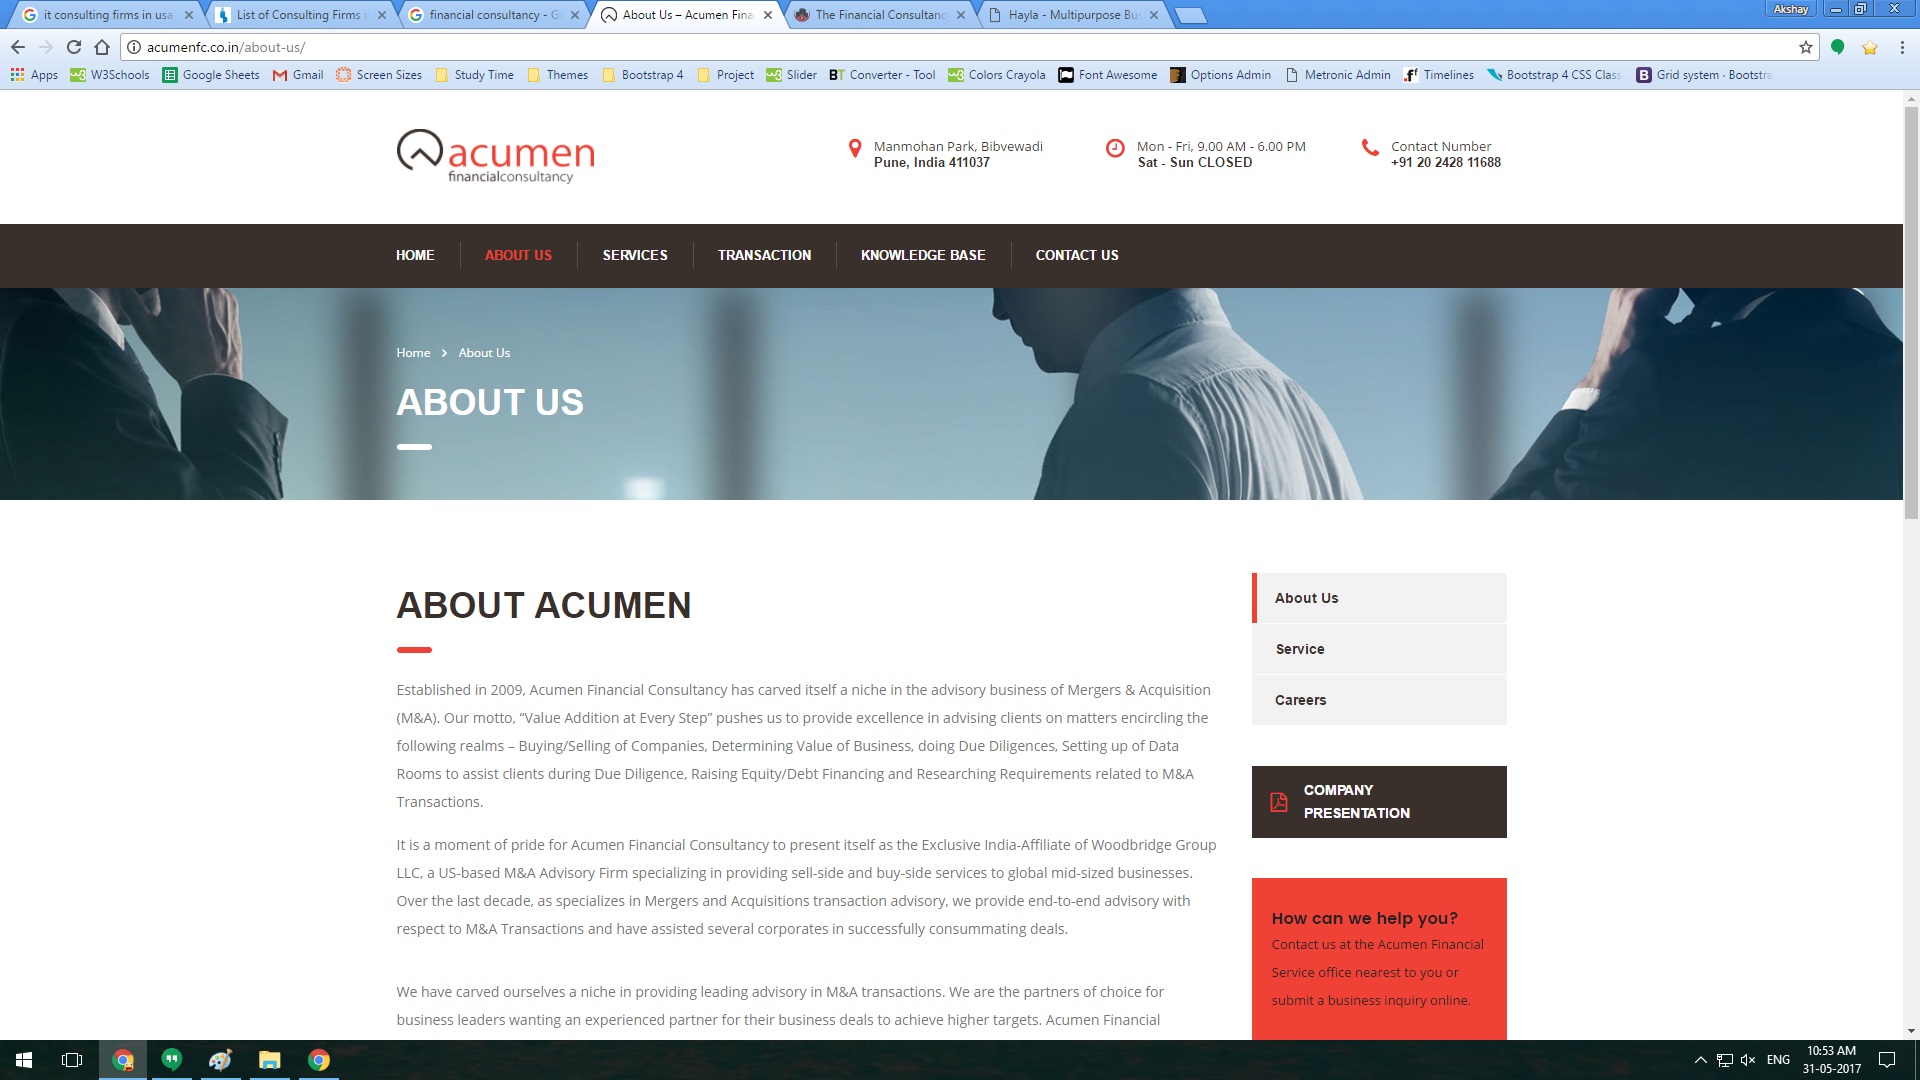 it consulting firms in usa
List of Consulting Firms i
financial consultancy - G
About Us – Acumen Fina
The Financial Consultanc
Hayla - Multipurpose Bu
Akshay
acumenfc.co.in/about-us/
Apps
W3Schools
Google Sheets
Gmail
Screen Sizes
Study Time
Themes
Bootstrap 4
Project
Slider
BT Converter - Tool
Colors Crayola
Font Awesome
Options Admin
Metronic Admin
.ff Timelines
Bootstrap 4 CSS Class
B Grid system · Bootstra
acumen
financialconsultancy
Manmohan Park, Bibvewadi
Pune, India 411037
Mon - Fri, 9.00 AM - 6.00 PM
Sat - Sun CLOSED
Contact Number
+91 20 2428 11688
HOME
ABOUT US
SERVICES
TRANSACTION
KNOWLEDGE BASE
CONTACT US
Home > About Us
ABOUT US
ABOUT ACUMEN
Established in 2009, Acumen Financial Consultancy has carved itself a niche in the advisory business of Mergers & Acquisition
(M&A). Our motto, “Value Addition at Every Step” pushes us to provide excellence in advising clients on matters encircling the
following realms – Buying/Selling of Companies, Determining Value of Business, doing Due Diligences, Setting up of Data
Rooms to assist clients during Due Diligence, Raising Equity/Debt Financing and Researching Requirements related to M&A
Transactions.
It is a moment of pride for Acumen Financial Consultancy to present itself as the Exclusive India-Affiliate of Woodbridge Group
LLC, a US-based M&A Advisory Firm specializing in providing sell-side and buy-side services to global mid-sized businesses.
Over the last decade, as specializes in Mergers and Acquisitions transaction advisory, we provide end-to-end advisory with
respect to M&A Transactions and have assisted several corporates in successfully consummating deals.
We have carved ourselves a niche in providing leading advisory in M&A transactions. We are the partners of choice for
business leaders wanting an experienced partner for their business deals to achieve higher targets. Acumen Financial
About Us
Service
Careers
COMPANY
PRESENTATION
How can we help you?
Contact us at the Acumen Financial
Service office nearest to you or
submit a business inquiry online.
ENG
10:53 AM
31-05-2017